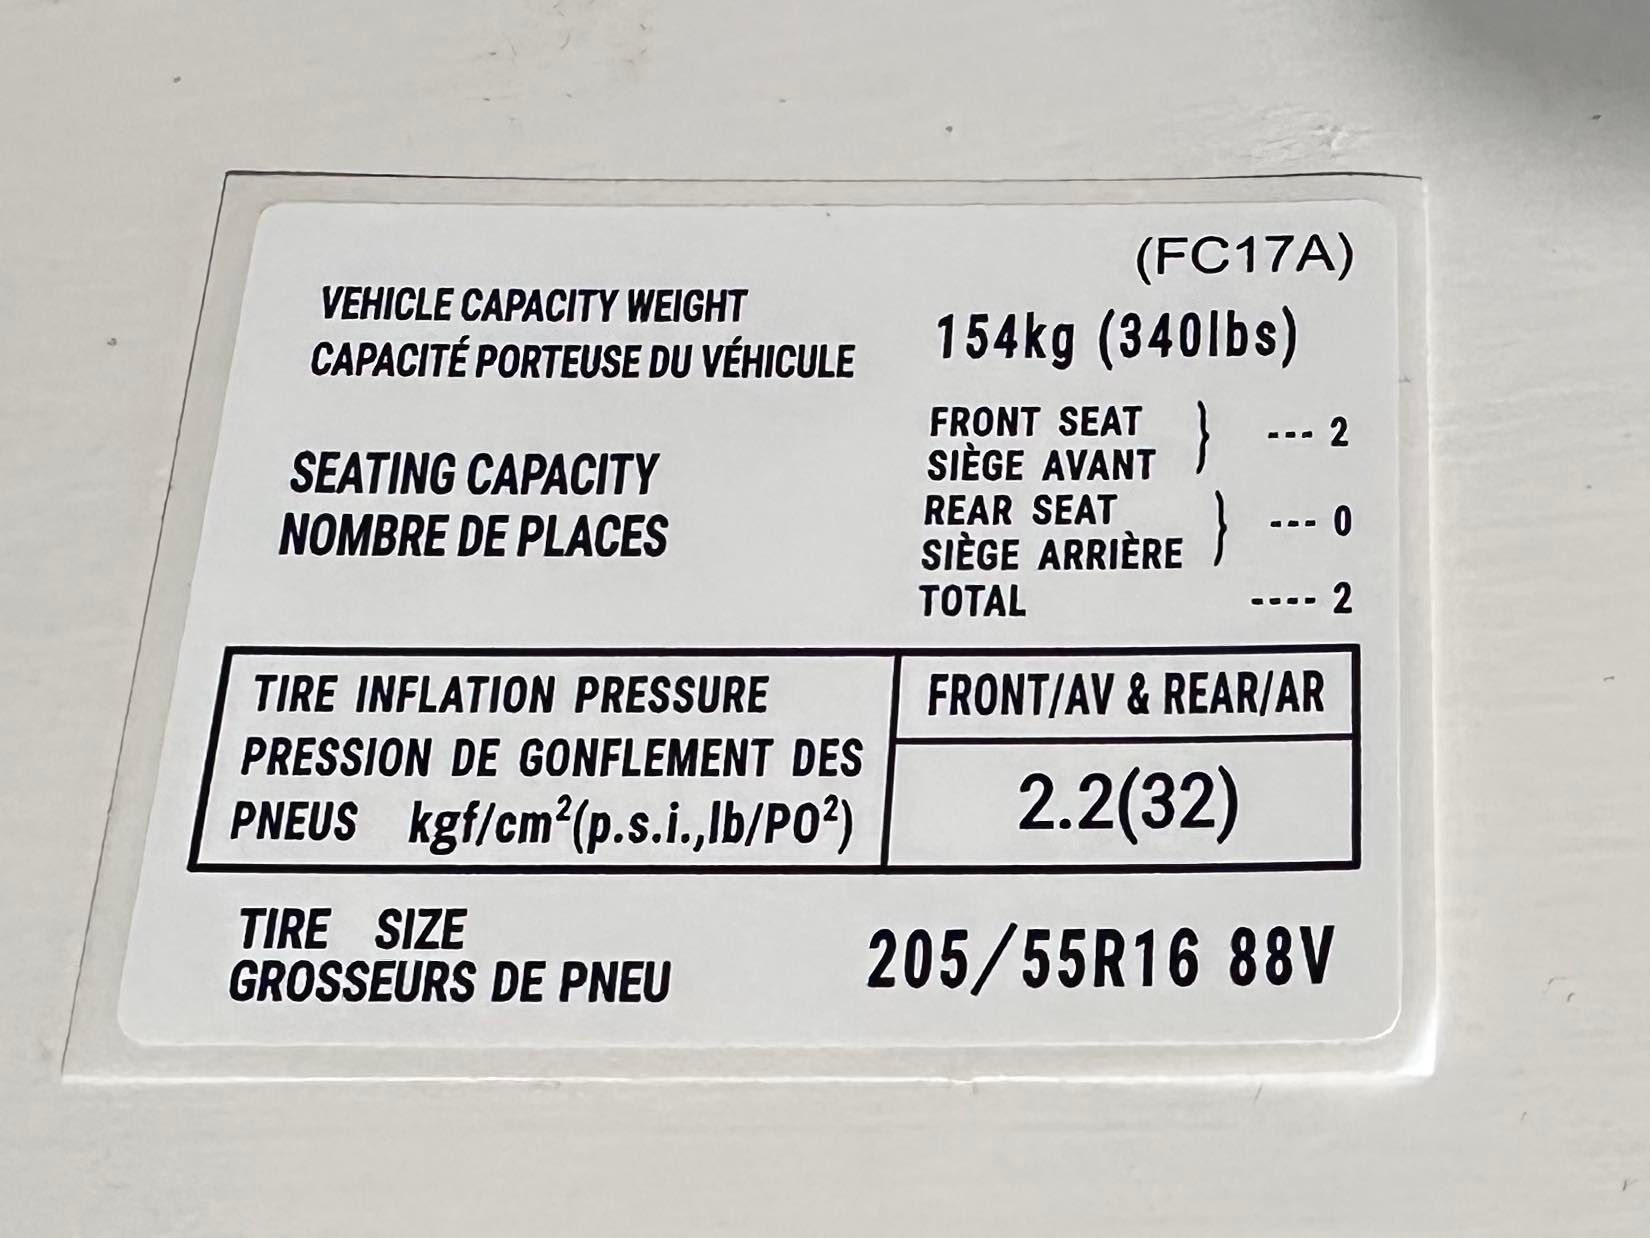 (FC17A)
VEHICLE CAPACITY WEIGHT
CAPACITÉ PORTEUSE DU VÉHICULE
154kg (340lbs)
SEATING CAPACITY
NOMBRE DE PLACES
FRONT SEAT
SIÈGE AVANT } --- 2
REAR SEAT
SIÈGE ARRIÈRE } --- 0
TOTAL ---- 2
TIRE INFLATION PRESSURE
PRESSION DE GONFLEMENT DES
PNEUS kgf/cm²(p.s.i.,lb/PO²)
FRONT/AV & REAR/AR
2.2(32)
TIRE SIZE
GROSSEURS DE PNEU
205/55R16 88V